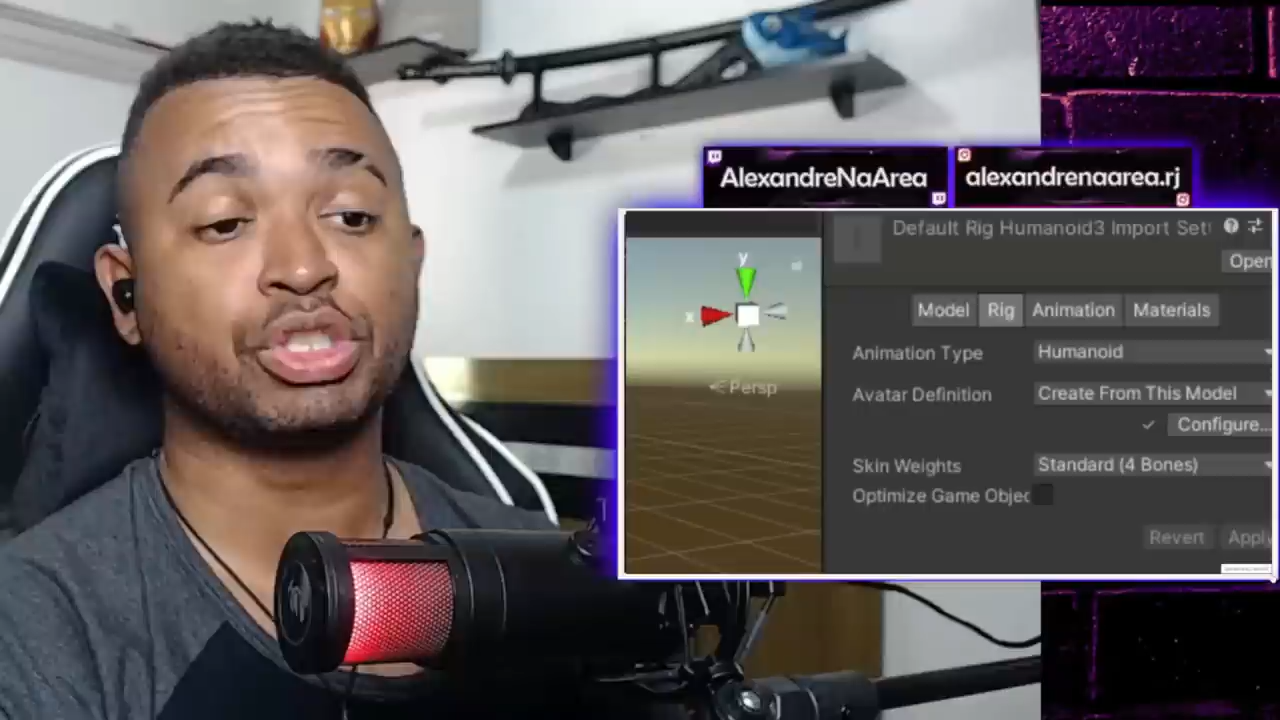 AlexandreNaArea
alexandrenaarea.rj
Default Rig Humanoid3 Import Sett
Open
y
x
Persp
Model Rig Animation Materials
Animation Type Humanoid
Avatar Definition Create From This Model
Configure...
Skin Weights Standard (4 Bones)
Optimize Game Objec
Revert Apply